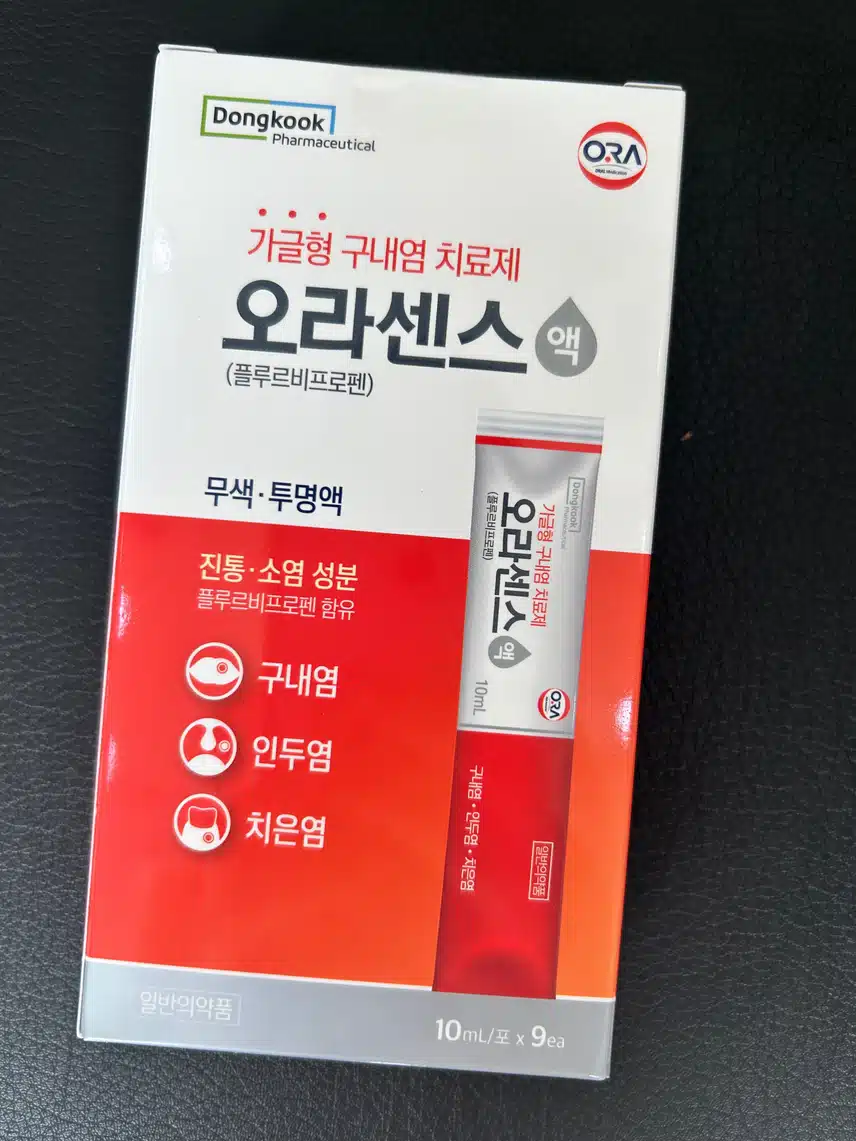 Dongkook
Pharmaceutical
ORA
가글형 구내염 치료제
오라센스 액
(플루르비프로펜)
무색·투명액
진통·소염 성분
플루르비프로펜 함유
구내염
인두염
치은염
Dongkook
Pharmaceutical
가글형 구내염 치료제
오라센스 액
(플루르비프로펜)
10mL
ORA
구내염·인두염·치은염
일반의약품
일반의약품
10mL/포 x 9ea